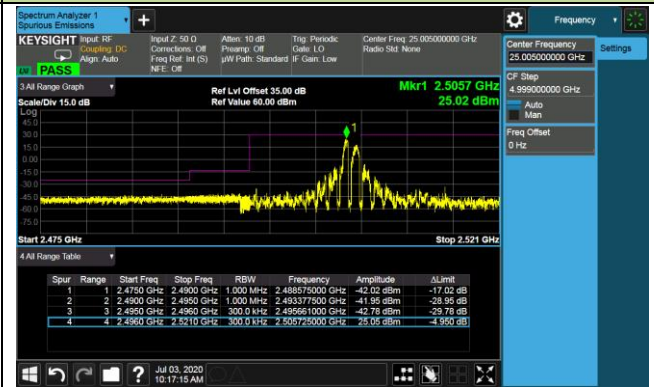 Spectrum Analyzer 1
Spurious Emissions
Frequency
KEYSIGHT Input: RF Input Z: 50 Ω Atten: 10 dB Trig: Periodic Center Freq: 25.005000000 GHz
Coupling: DC Corrections: Off Preamp: Off Gate: LO Radio Std: None
Align: Auto Freq Ref: Int (S) µW Path: Standard IF Gain: Low
NFE: Off
PASS
Center Frequency
25.005000000 GHz
Settings
CF Step
4.999000000 GHz
Auto
Man
Freq Offset
0 Hz
3 All Range Graph
Ref Lvl Offset 35.00 dB
Mkr1 2.5057 GHz
Scale/Div 15.0 dB
Ref Value 60.00 dBm
25.02 dBm
Log
45.0
30.0
15.0
0.00
-15.0
-30.0
-45.0
-60.0
-75.0
1
Start 2.475 GHz
Stop 2.521 GHz
4 All Range Table
Spur Range Start Freq Stop Freq RBW Frequency Amplitude ΔLimit
1 1 2.4750 GHz 2.4900 GHz 1.000 MHz 2.488575000 GHz -42.02 dBm -17.02 dB
2 2 2.4900 GHz 2.4950 GHz 1.000 MHz 2.493377500 GHz -41.95 dBm -28.95 dB
3 3 2.4950 GHz 2.4960 GHz 300.0 kHz 2.495661000 GHz -42.78 dBm -29.78 dB
4 4 2.4960 GHz 2.5210 GHz 300.0 kHz 2.505725000 GHz 25.05 dBm -4.950 dB
Jul 03, 2020
10:17:15 AM